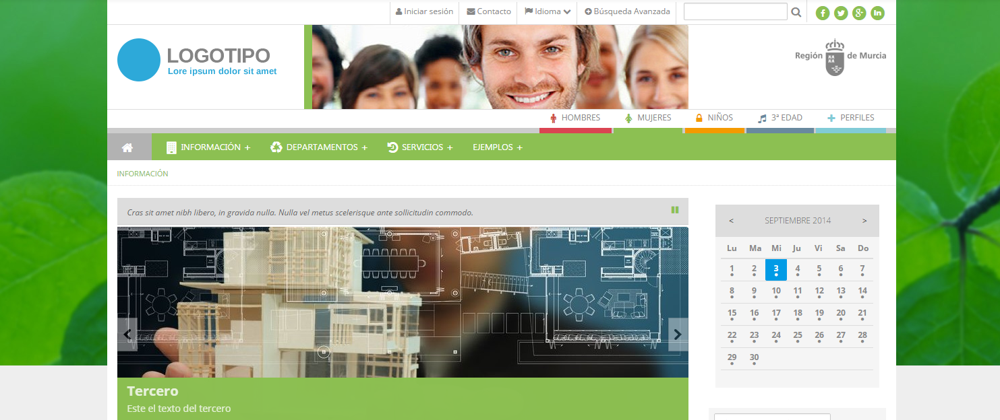 Iniciar sesión Contacto Idioma Búsqueda Avanzada
LOGOTIPO
Lore ipsum dolor sit amet
Región de Murcia
HOMBRES MUJERES NIÑOS 3ª EDAD PERFILES
INFORMACIÓN + DEPARTAMENTOS + SERVICIOS + EJEMPLOS +
INFORMACIÓN
Cras sit amet nibh libero, in gravida nulla. Nulla vel metus scelerisque ante sollicitudin commodo.
Tercero
Este el texto del tercero
< SEPTIEMBRE 2014 >
Lu Ma Mi Ju Vi Sa Do
1 2 3 4 5 6 7
8 9 10 11 12 13 14
15 16 17 18 19 20 21
22 23 24 25 26 27 28
29 30